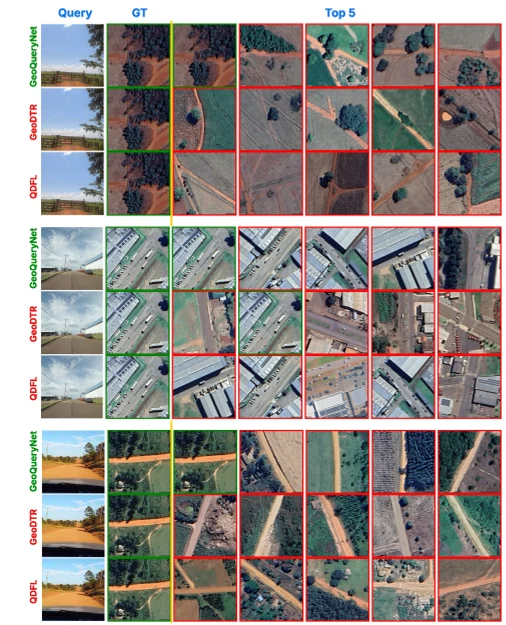 Query GT Top 5
GeoQueryNet
GeoDTR
QDFL
GeoQueryNet
GeoDTR
QDFL
GeoQueryNet
GeoDTR
QDFL